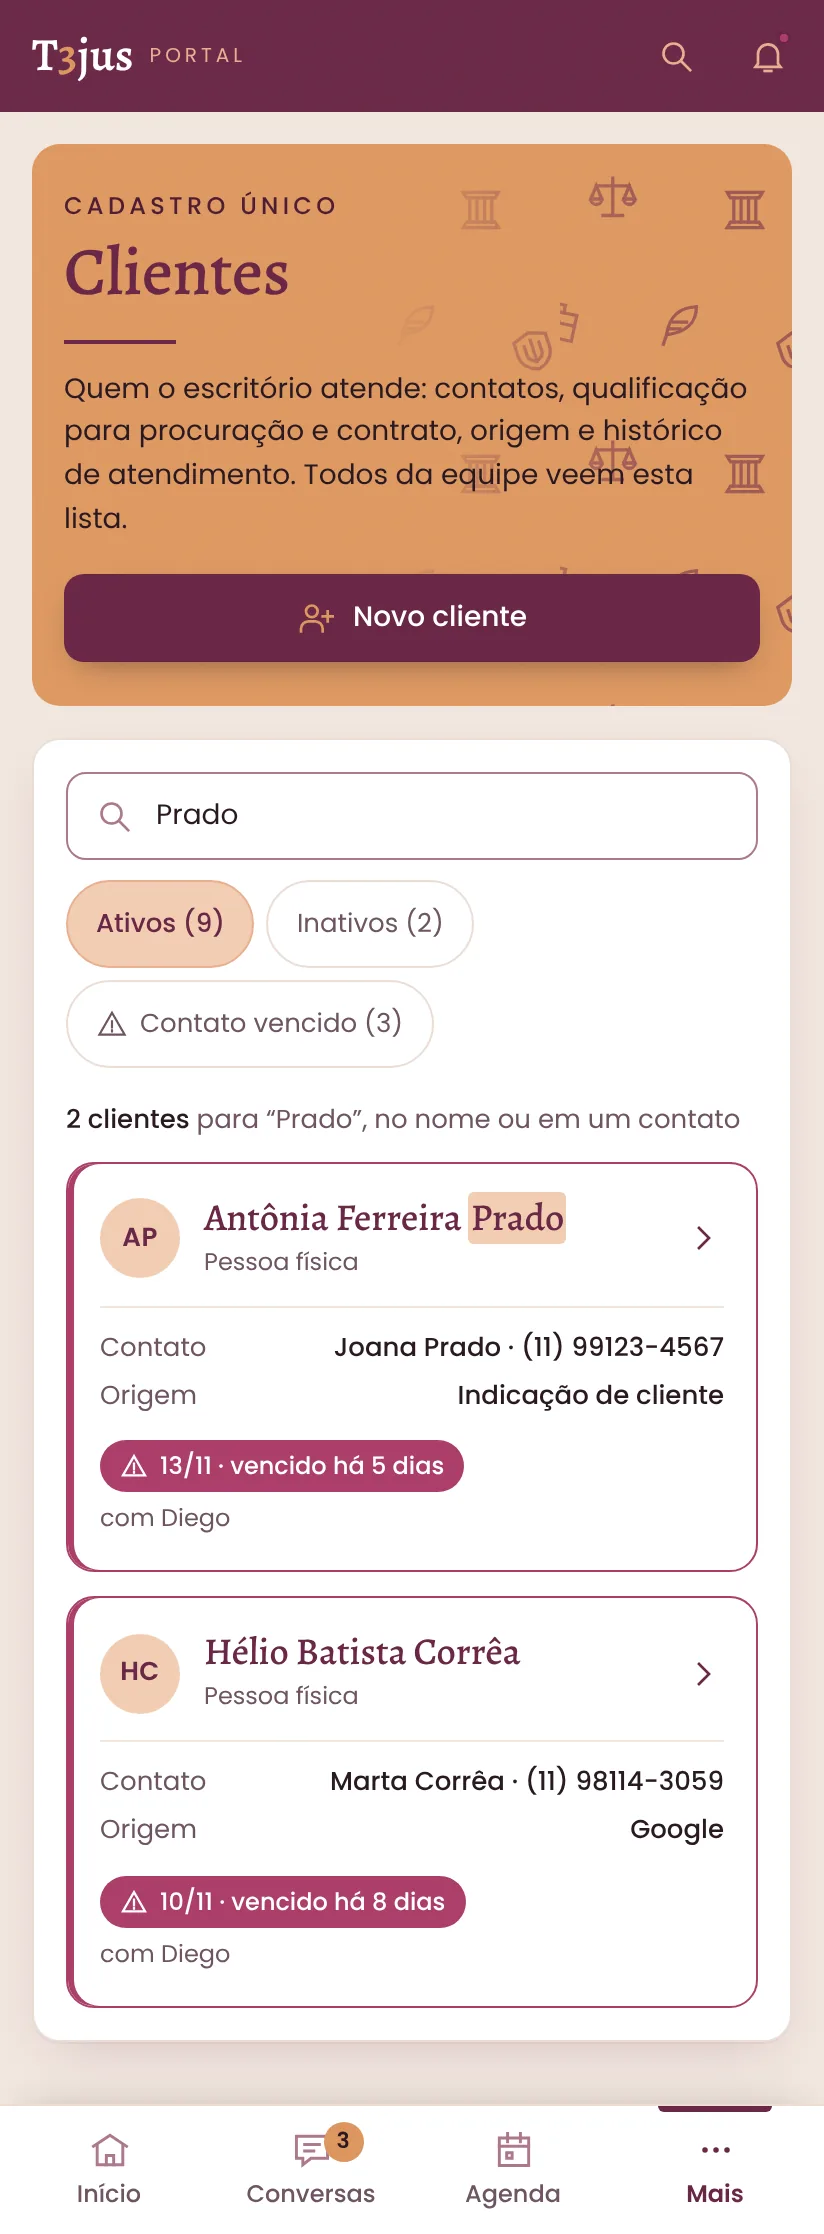 T3jus PORTAL
CADASTRO ÚNICO
Clientes
Quem o escritório atende: contatos, qualificação
para procuração e contrato, origem e histórico
de atendimento. Todos da equipe veem esta
lista.
Novo cliente
Prado
Ativos (9) Inativos (2)
Contato vencido (3)
2 clientes para “Prado”, no nome ou em um contato
AP Antônia Ferreira Prado
Pessoa física
Contato Joana Prado · (11) 99123-4567
Origem Indicação de cliente
13/11 · vencido há 5 dias
com Diego
HC Hélio Batista Corrêa
Pessoa física
Contato Marta Corrêa · (11) 98114-3059
Origem Google
10/11 · vencido há 8 dias
com Diego
3
Início Conversas Agenda Mais